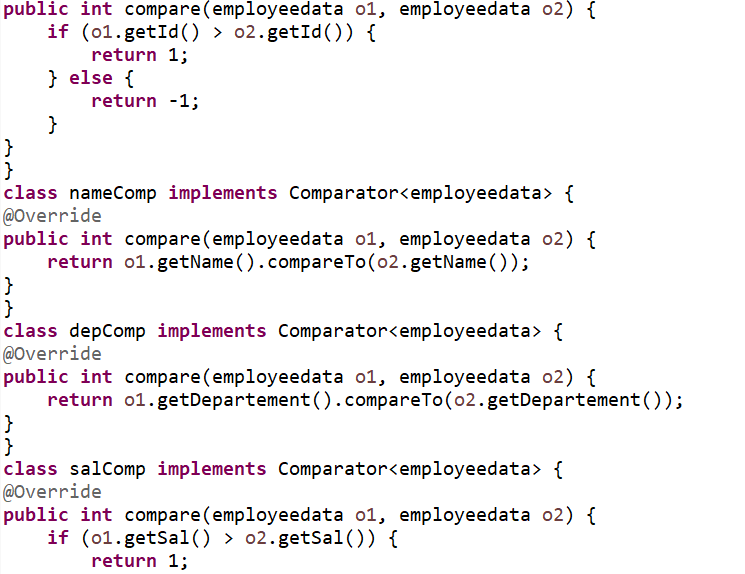 public int compare(employeedata o1, employeedata o2) {
    if (o1.getId() > o2.getId()) {
        return 1;
    } else {
        return -1;
    }
}
}
class nameComp implements Comparator<employeedata> {
@Override
public int compare(employeedata o1, employeedata o2) {
    return o1.getName().compareTo(o2.getName());
}
}
class depComp implements Comparator<employeedata> {
@Override
public int compare(employeedata o1, employeedata o2) {
    return o1.getDepartement().compareTo(o2.getDepartement());
}
}
class salComp implements Comparator<employeedata> {
@Override
public int compare(employeedata o1, employeedata o2) {
    if (o1.getSal() > o2.getSal()) {
        return 1;